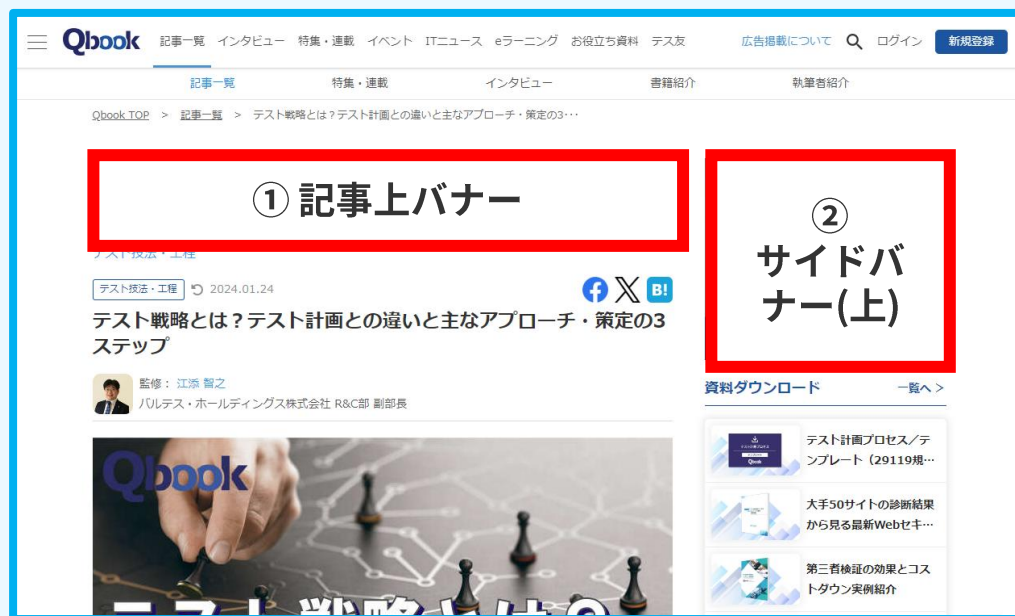 Qbook 記事一覧 インタビュー 特集・連載 イベント ITニュース eラーニング お役立ち資料 テス友 広告掲載について ログイン 新規登録
記事一覧 特集・連載 インタビュー 書籍紹介 執筆者紹介
Qbook TOP > 記事一覧 > テスト戦略とは？テスト計画との違いと主なアプローチ・策定の3･･･
① 記事上バナー
②
サイドバ
ナー(上)
テスト技法・工程
テスト技法・工程 2024.01.24
B!
テスト戦略とは？テスト計画との違いと主なアプローチ・策定の3
ステップ
監修： 江添 智之
バルテス・ホールディングス株式会社 R&C部 副部長
Qbook
テスト戦略とは？
資料ダウンロード 一覧へ >
テスト計画プロセス／テ
ンプレート（29119規…
大手50サイトの診断結果
から見る最新Webセキ…
第三者検証の効果とコス
トダウン実例紹介